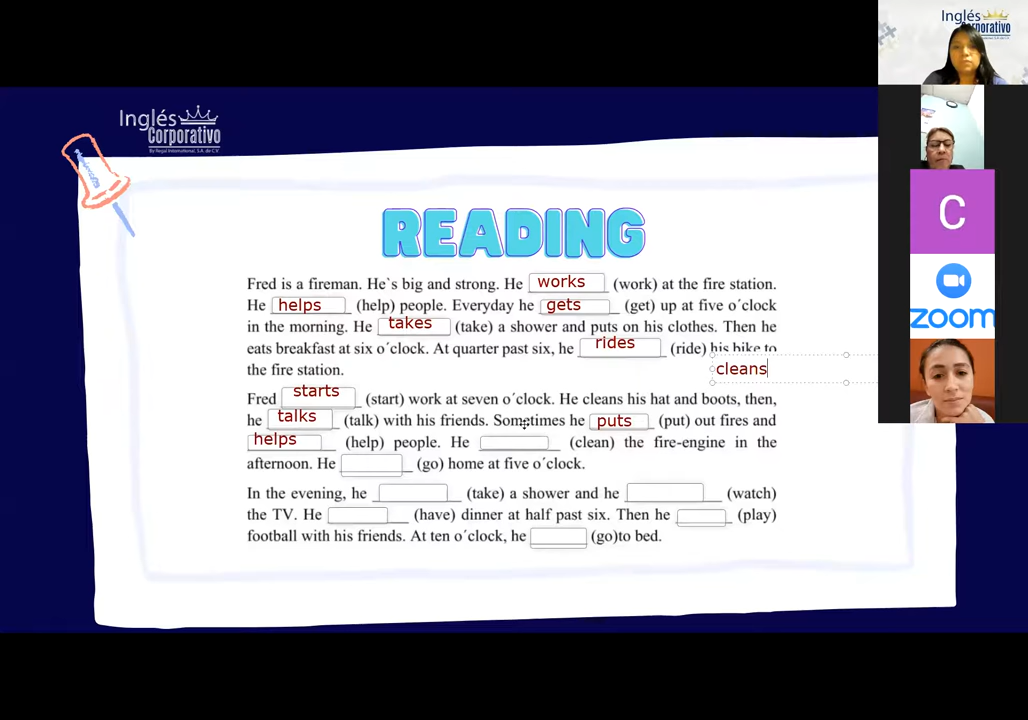 Inglés
Corporativo
Inglés
Corporativo
By Regal International, S.A. de C.V.
READING
Fred is a fireman. He`s big and strong. He works (work) at the fire station.
He helps (help) people. Everyday he gets (get) up at five o´clock
in the morning. He takes (take) a shower and puts on his clothes. Then he
eats breakfast at six o´clock. At quarter past six, he rides (ride) his bike to
the fire station.
cleans
Fred starts (start) work at seven o´clock. He cleans his hat and boots, then,
he talks (talk) with his friends. Sometimes he puts (put) out fires and
helps (help) people. He (clean) the fire-engine in the
afternoon. He (go) home at five o´clock.
In the evening, he (take) a shower and he (watch)
the TV. He (have) dinner at half past six. Then he (play)
football with his friends. At ten o´clock, he (go)to bed.
C
zoom